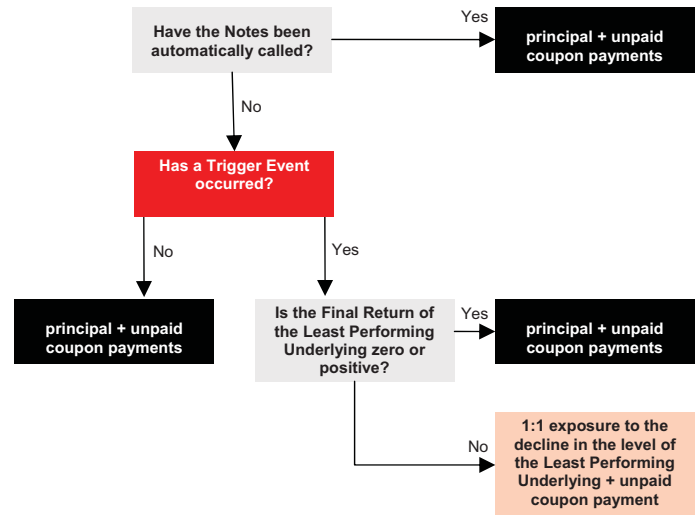 Have the Notes been
automatically called?
Yes
principal + unpaid
coupon payments
No
Has a Trigger Event
occurred?
No
Yes
principal + unpaid
coupon payments
Is the Final Return of
the Least Performing
Underlying zero or
positive?
Yes
principal + unpaid
coupon payments
No
1:1 exposure to the
decline in the level of
the Least Performing
Underlying + unpaid
coupon payment